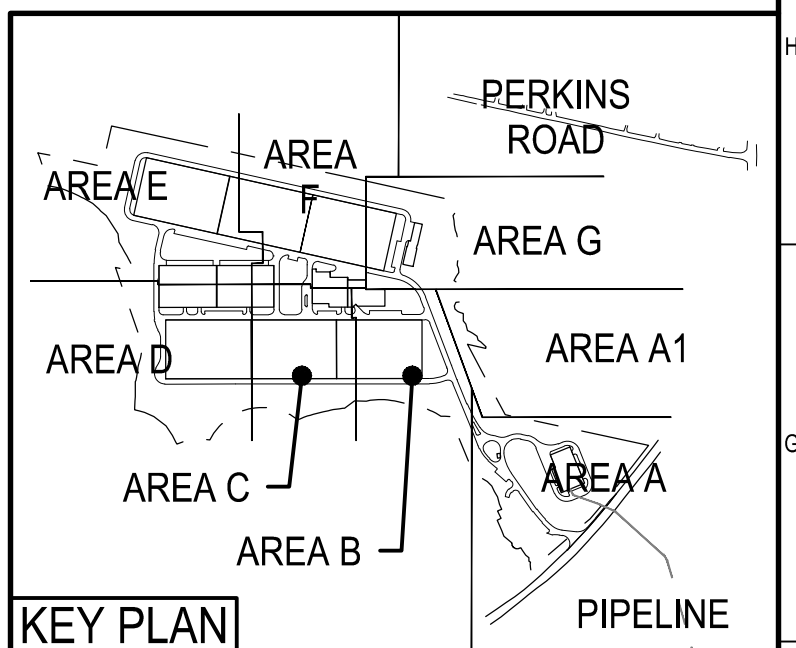 H
PERKINS
ROAD
AREA
F
AREA E
AREA G
AREA D
AREA A1
G
AREA C
AREA A
AREA B
PIPELINE
KEY PLAN